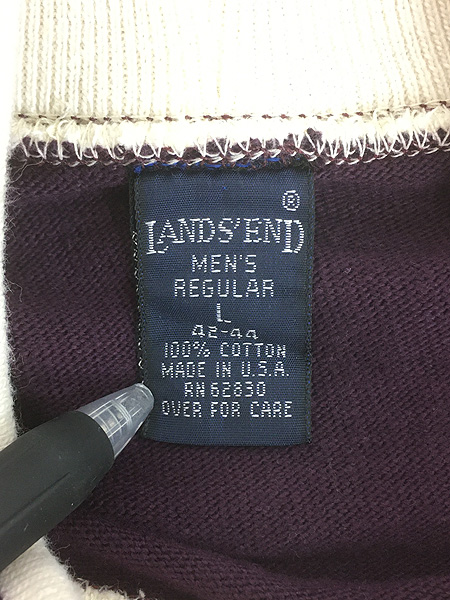 ®
LANDS' END
MEN'S
REGULAR
L
42-44
100% COTTON
MADE IN U.S.A.
RN 62830
OVER FOR CARE